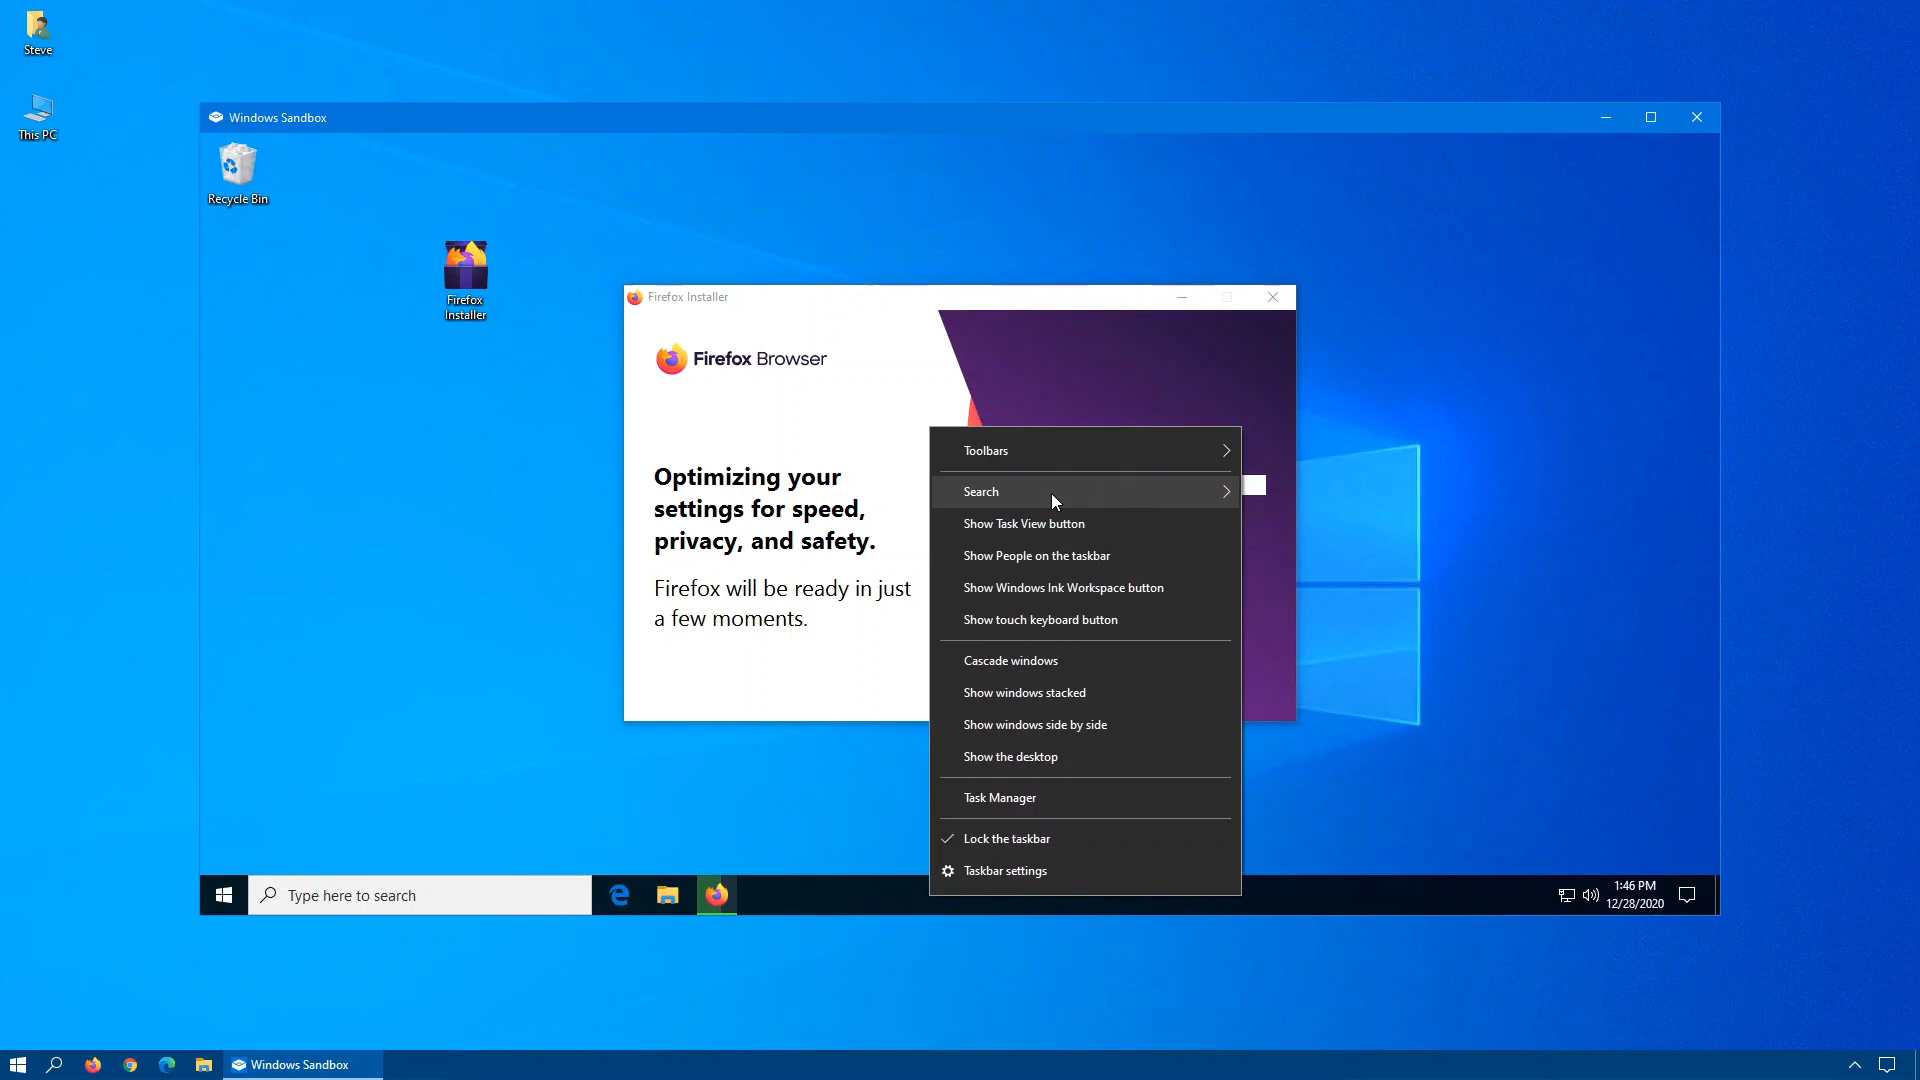 Steve
This PC
Windows Sandbox
Recycle Bin
Firefox
Installer
Firefox Installer
Firefox Browser
Optimizing your
settings for speed,
privacy, and safety.
Firefox will be ready in just
a few moments.
Toolbars
Search
Show Task View button
Show People on the taskbar
Show Windows Ink Workspace button
Show touch keyboard button
Cascade windows
Show windows stacked
Show windows side by side
Show the desktop
Task Manager
Lock the taskbar
Taskbar settings
Type here to search
1:46 PM
12/28/2020
Windows Sandbox